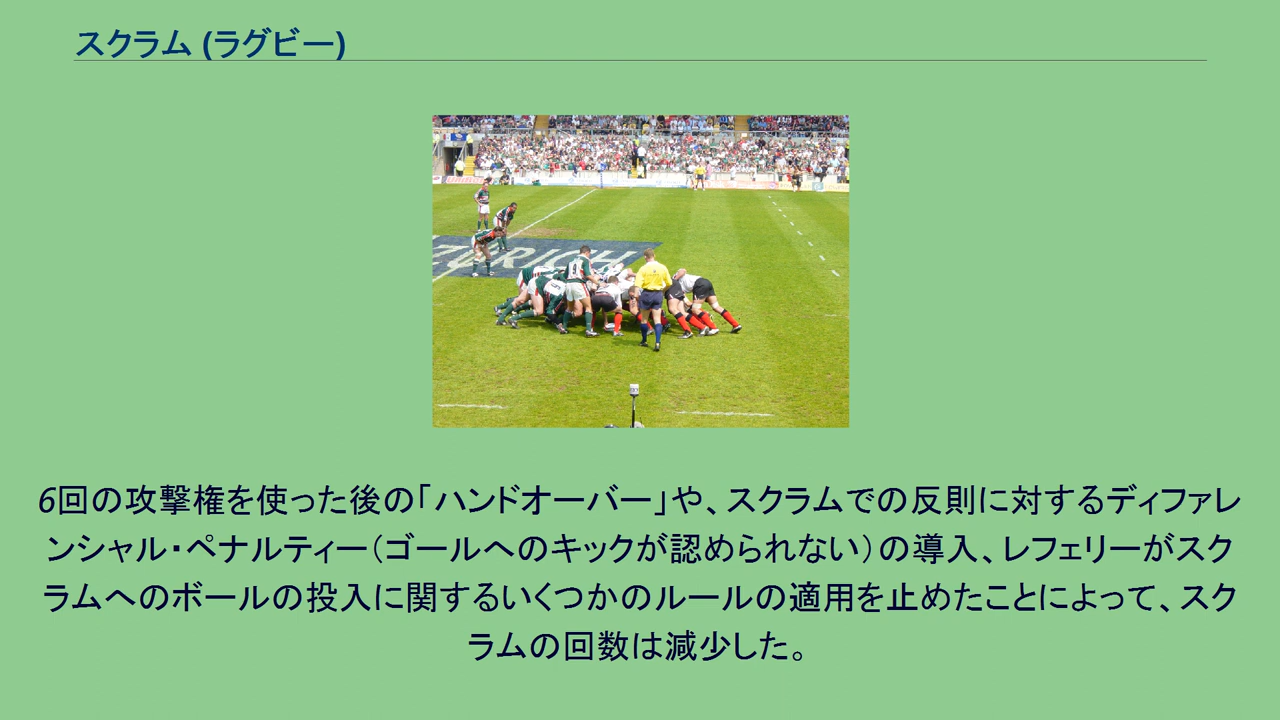 スクラム (ラグビー)
ZURICH
6回の攻撃権を使った後の「ハンドオーバー」や、スクラムでの反則に対するディファレ
ンシャル・ペナルティー（ゴールへのキックが認められない）の導入、レフェリーがスク
ラムへのボールの投入に関するいくつかのルールの適用を止めたことによって、スク
ラムの回数は減少した。